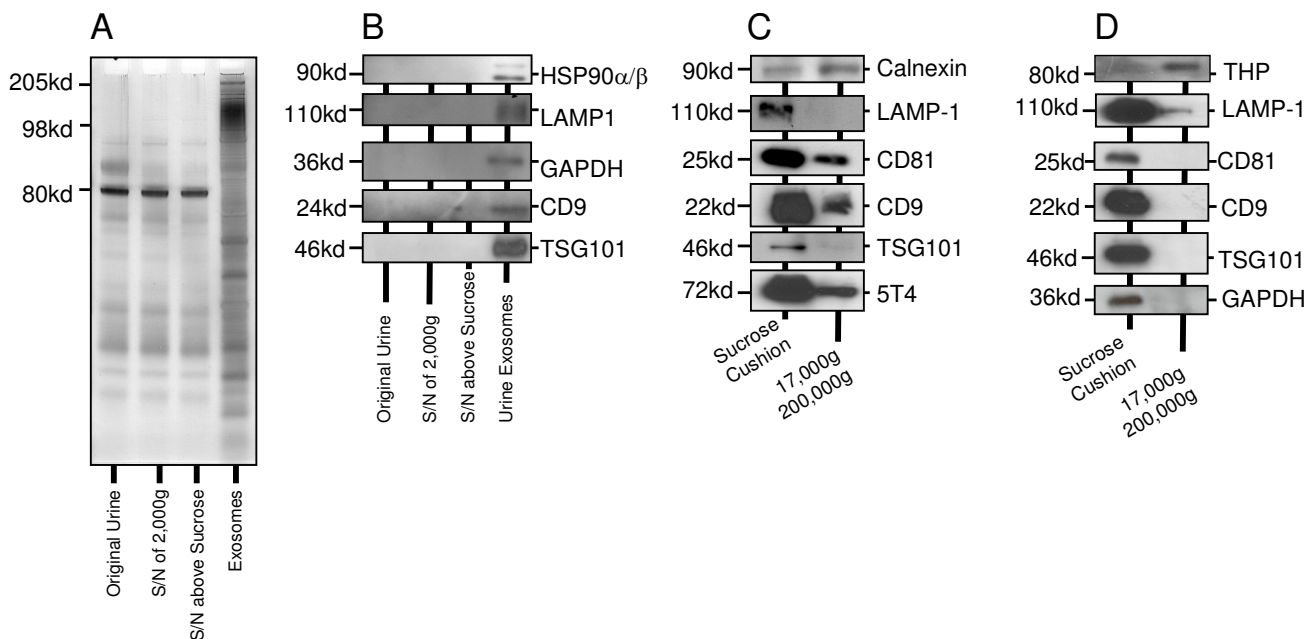 A
205kd
98kd
80kd
Original Urine
S/N of 2,000g
S/N above Sucrose
Exosomes
B
90kd
HSP90α/β
110kd
LAMP1
36kd
GAPDH
24kd
CD9
46kd
TSG101
Original Urine
S/N of 2,000g
S/N above Sucrose
Urine Exosomes
C
90kd
Calnexin
110kd
LAMP-1
25kd
CD81
22kd
CD9
46kd
TSG101
72kd
5T4
Sucrose
Cushion
17,000g
200,000g
D
80kd
THP
110kd
LAMP-1
25kd
CD81
22kd
CD9
46kd
TSG101
36kd
GAPDH
Sucrose
Cushion
17,000g
200,000g